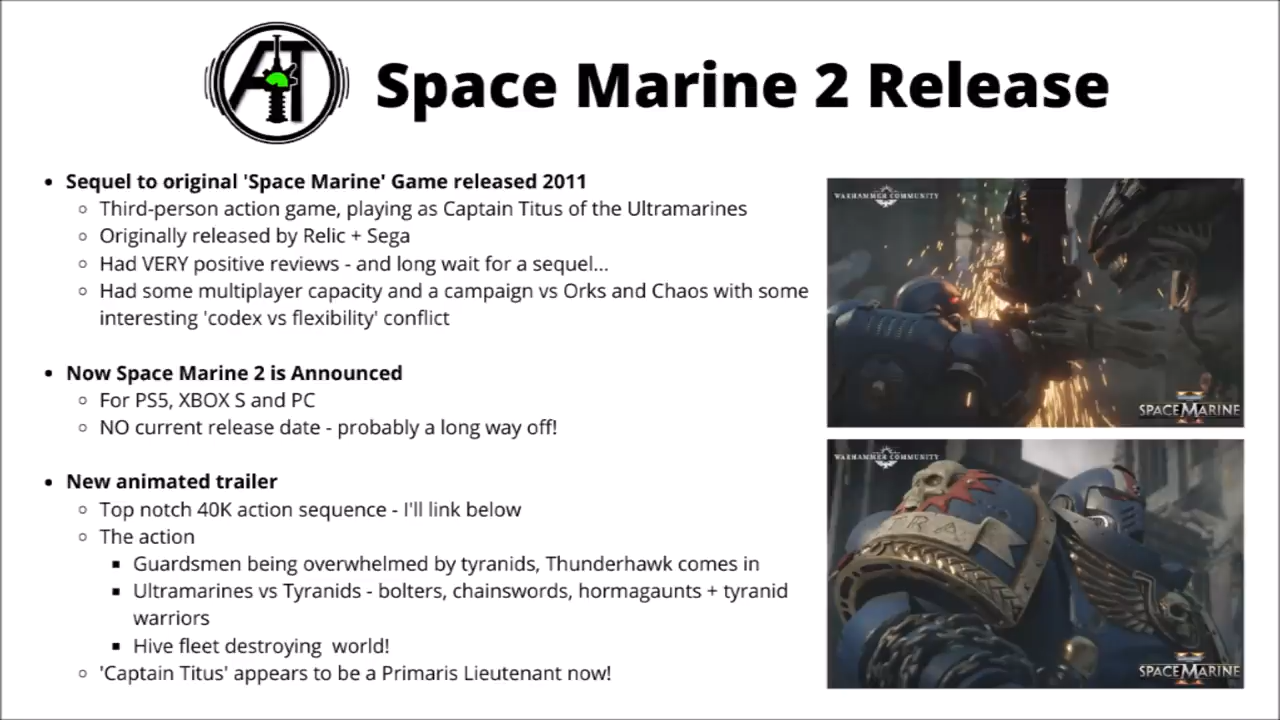 AT
Space Marine 2 Release
Sequel to original 'Space Marine' Game released 2011
Third-person action game, playing as Captain Titus of the Ultramarines
Originally released by Relic + Sega
Had VERY positive reviews - and long wait for a sequel...
Had some multiplayer capacity and a campaign vs Orks and Chaos with some
interesting 'codex vs flexibility' conflict
Now Space Marine 2 is Announced
For PS5, XBOX S and PC
NO current release date - probably a long way off!
New animated trailer
Top notch 40K action sequence - I'll link below
The action
Guardsmen being overwhelmed by tyranids, Thunderhawk comes in
Ultramarines vs Tyranids - bolters, chainswords, hormagaunts + tyranid
warriors
Hive fleet destroying  world!
'Captain Titus' appears to be a Primaris Lieutenant now!
WARHAMMER COMMUNITY
SPACE MARINE
II
WARHAMMER COMMUNITY
TRA
SPACE MARINE
II